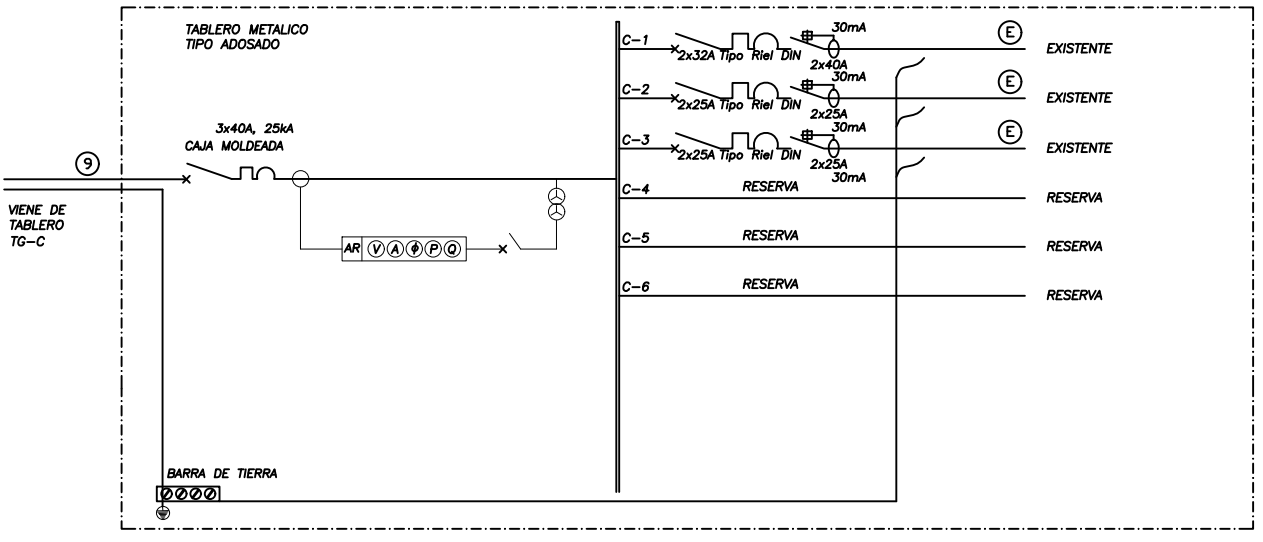 TABLERO METALICO
TIPO ADOSADO
3x40A, 25kA
CAJA MOLDEADA
9
VIENE DE
TABLERO
TG-C
AR V A ϕ P Q
BARRA DE TIERRA
C-1
2x32A Tipo Riel DIN
30mA
2x40A
E
EXISTENTE
C-2
2x25A Tipo Riel DIN
30mA
2x25A
E
EXISTENTE
C-3
2x25A Tipo Riel DIN
30mA
2x25A
30mA
E
EXISTENTE
C-4
RESERVA
RESERVA
C-5
RESERVA
RESERVA
C-6
RESERVA
RESERVA